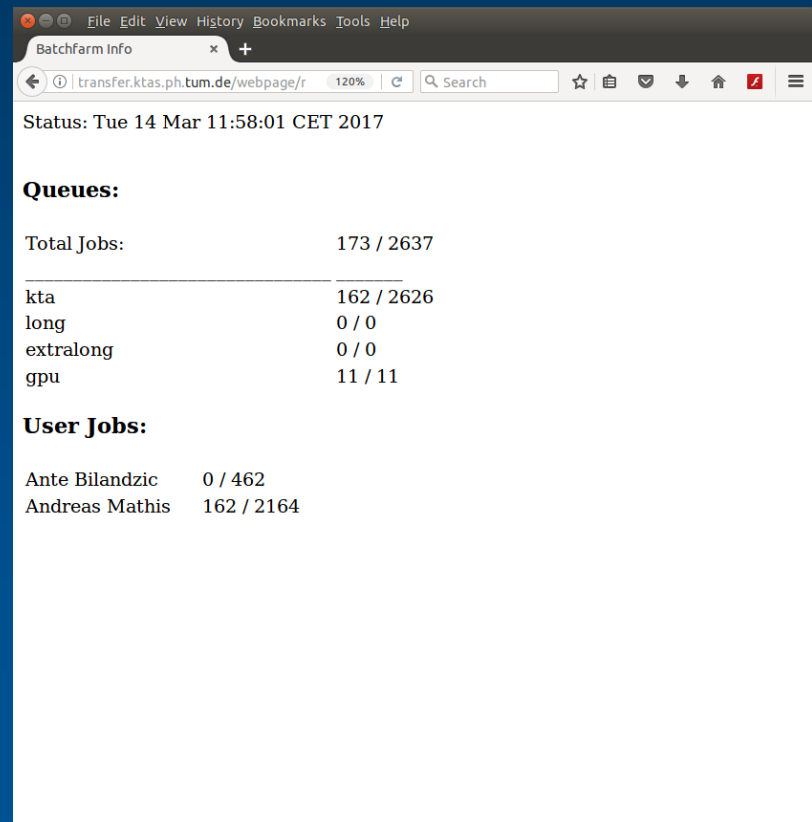 File Edit View History Bookmarks Tools Help
Batchfarm Info × +
transfer.ktas.ph.tum.de/webpage/r 120% Search
Status: Tue 14 Mar 11:58:01 CET 2017
Queues:
Total Jobs: 173 / 2637
________________________________ _______
kta 162 / 2626
long 0 / 0
extralong 0 / 0
gpu 11 / 11
User Jobs:
Ante Bilandzic 0 / 462
Andreas Mathis 162 / 2164